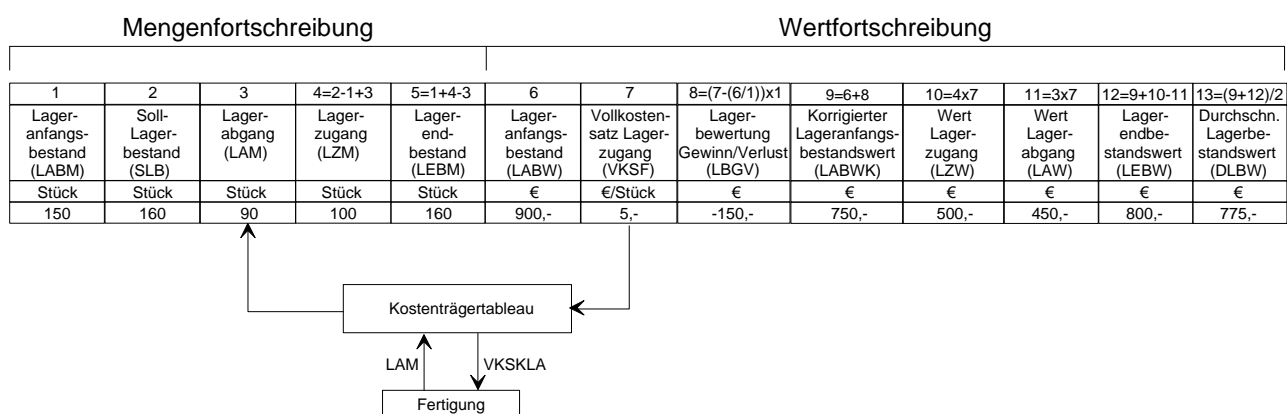 Mengenfortschreibung Wertfortschreibung
1 2 3 4=2-1+3 5=1+4-3 6 7 8=(7-(6/1))x1 9=6+8 10=4x7 11=3x7 12=9+10-11 13=(9+12)/2
Lager- Soll- Lager- Lager- Lager- Lager- Vollkosten- Lager- Korrigierter Wert Wert Lager- Durchschn.
anfangs- Lager- abgang zugang end- anfangs- satz Lager- bewertung Lageranfangs- Lager- Lager- endbe- Lagerbe-
bestand bestand (LAM) (LZM) bestand bestand zugang Gewinn/Verlust bestandswert zugang abgang standswert standswert
(LABM) (SLB) (LEBM) (LABW) (VKSF) (LBGV) (LABWK) (LZW) (LAW) (LEBW) (DLBW)
Stück Stück Stück Stück Stück € €/Stück € € € € € €
150 160 90 100 160 900,- 5,- -150,- 750,- 500,- 450,- 800,- 775,-
Kostenträgertableau
LAM VKSKLA
Fertigung